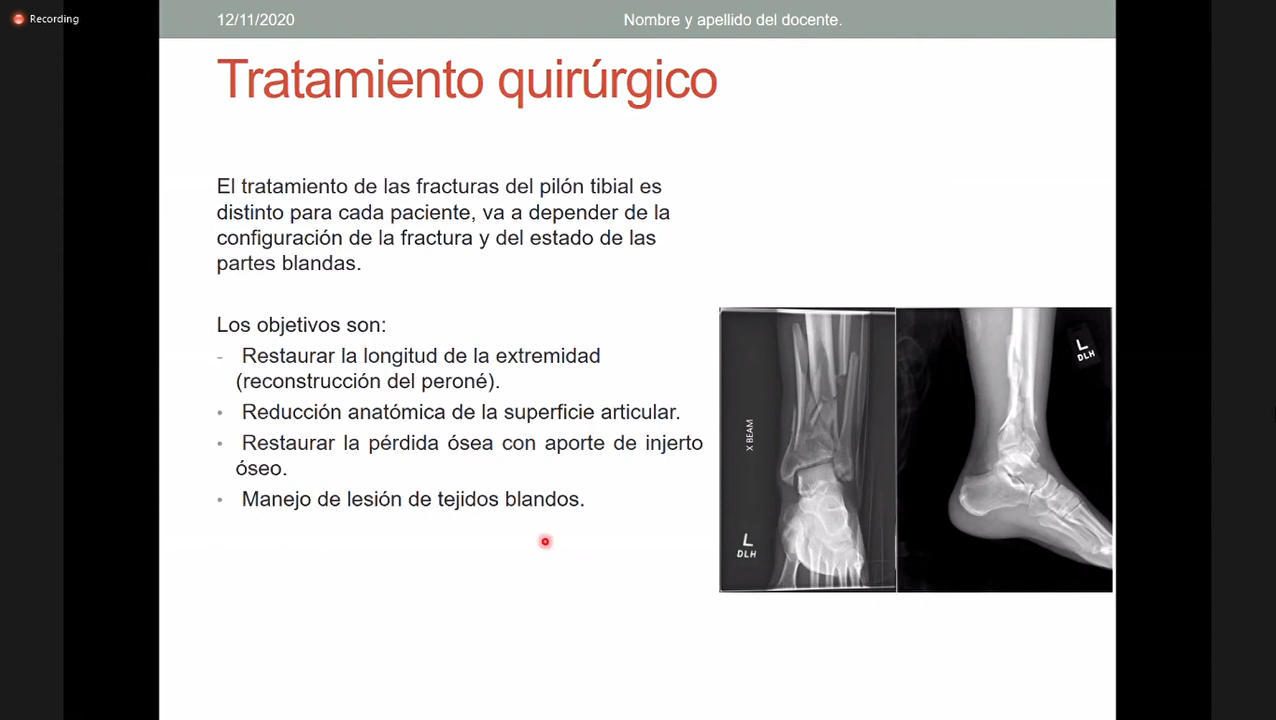 Recording
12/11/2020
Nombre y apellido del docente.
Tratamiento quirúrgico
El tratamiento de las fracturas del pilón tibial es
distinto para cada paciente, va a depender de la
configuración de la fractura y del estado de las
partes blandas.
Los objetivos son:
- Restaurar la longitud de la extremidad
(reconstrucción del peroné).
• Reducción anatómica de la superficie articular.
• Restaurar la pérdida ósea con aporte de injerto
óseo.
• Manejo de lesión de tejidos blandos.
X BEAM
L
DLH
L
DLH